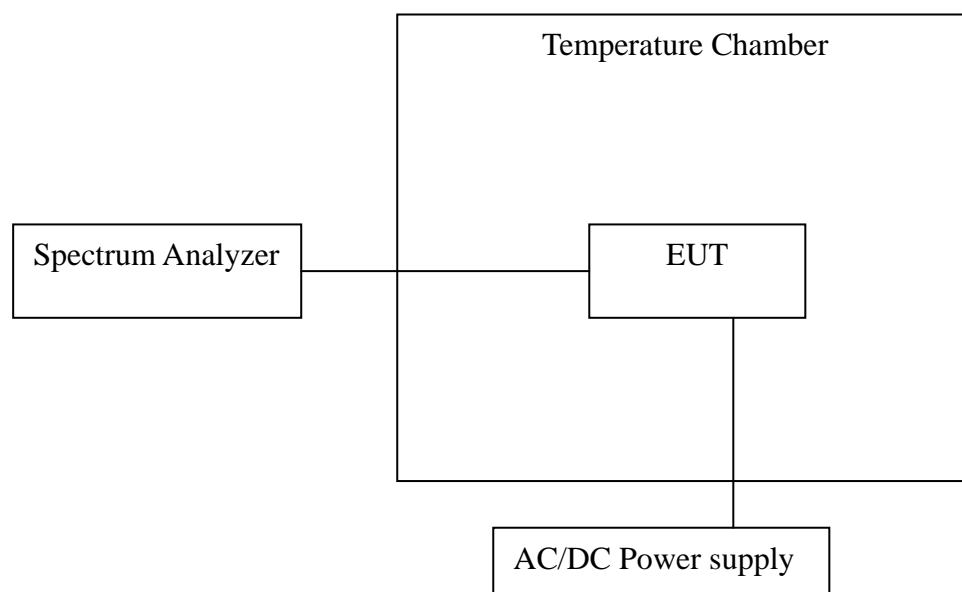 Temperature Chamber
Spectrum Analyzer
EUT
AC/DC Power supply